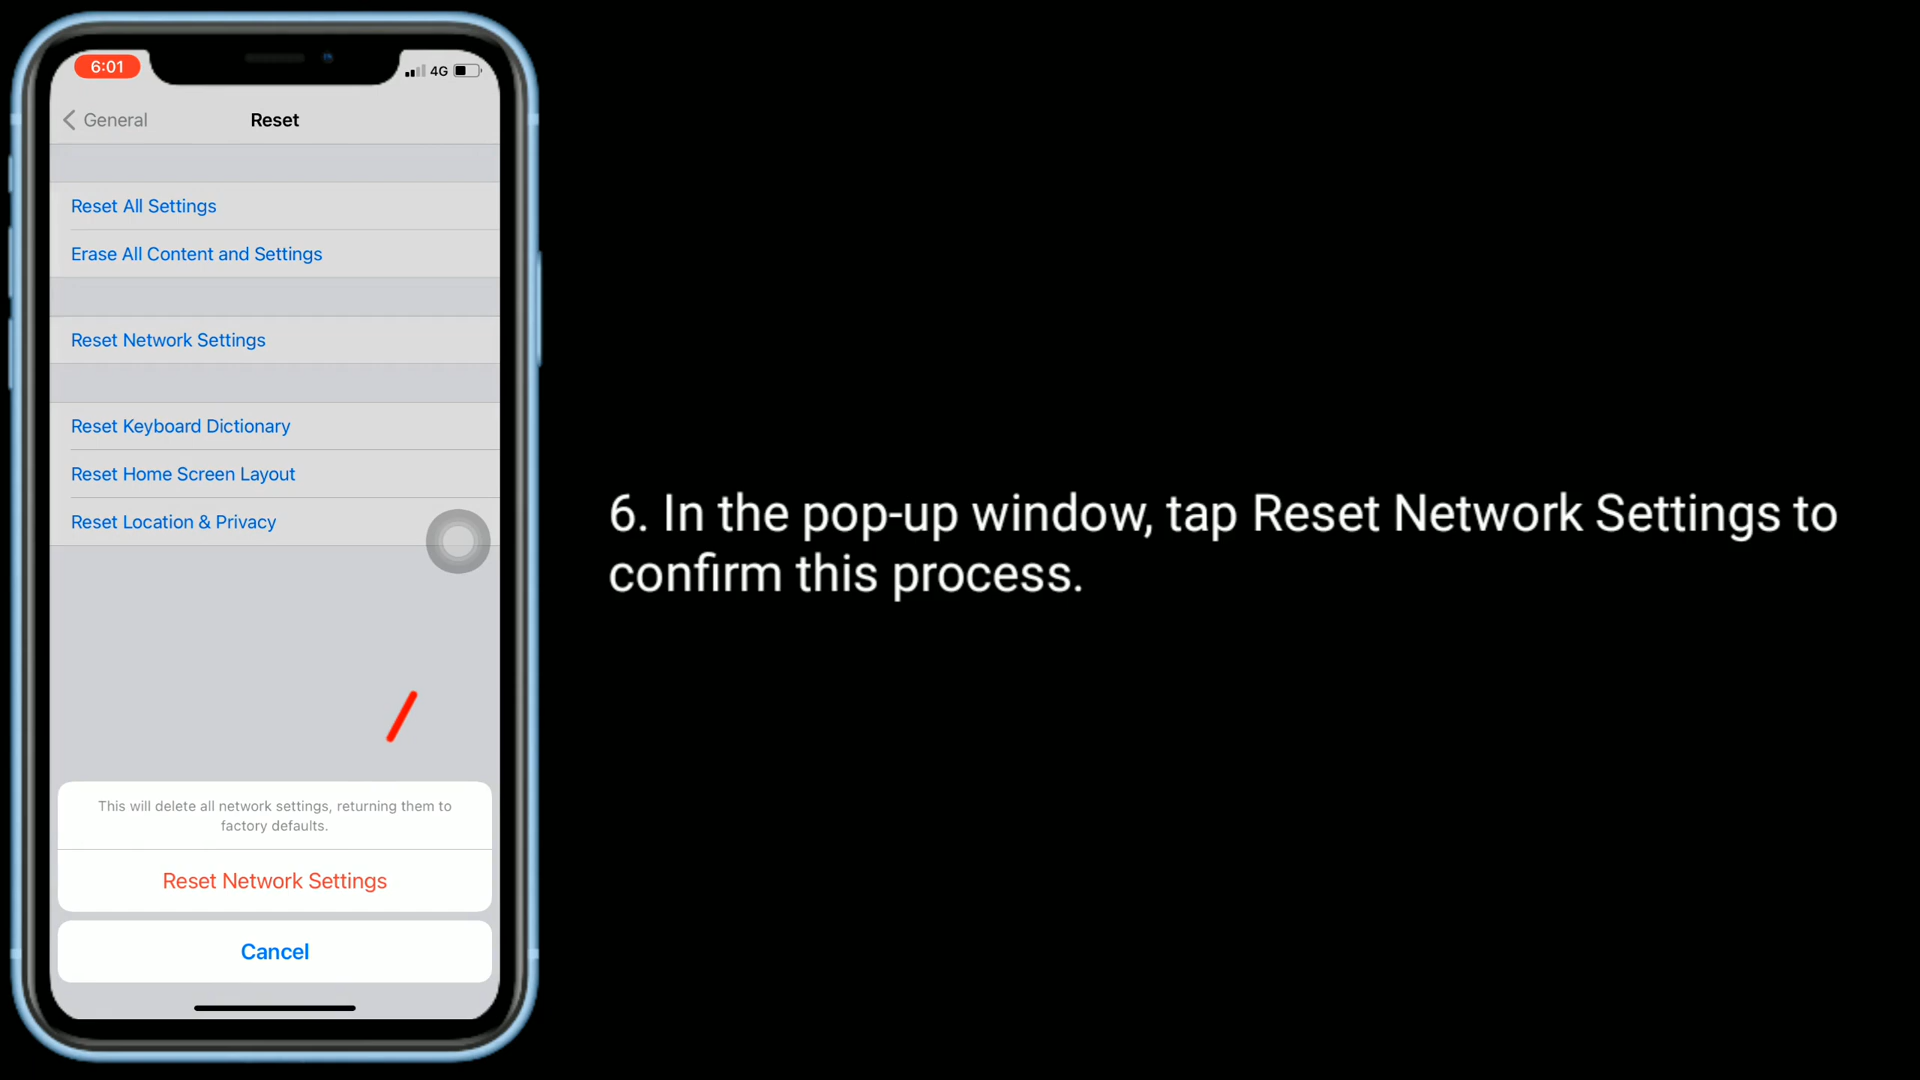 6:01
4G
General
Reset
Reset All Settings
Erase All Content and Settings
Reset Network Settings
Reset Keyboard Dictionary
Reset Home Screen Layout
Reset Location & Privacy
This will delete all network settings, returning them to
factory defaults.
Reset Network Settings
Cancel
6. In the pop-up window, tap Reset Network Settings to
confirm this process.